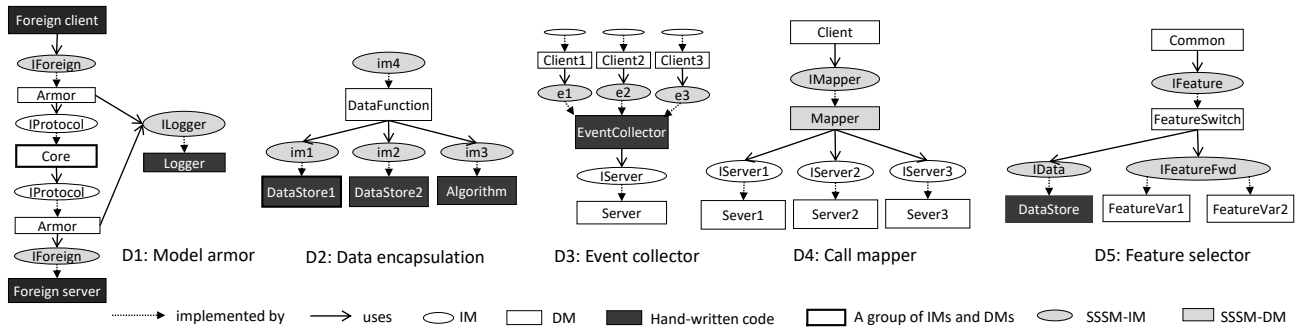 Foreign client
IForeign
Armor
IProtocol
Core
IProtocol
Armor
IForeign
Foreign server
ILogger
Logger
D1: Model armor
im4
DataFunction
im1 im2 im3
DataStore1 DataStore2 Algorithm
D2: Data encapsulation
Client1 Client2 Client3
e1 e2 e3
EventCollector
IServer
Server
D3: Event collector
Client
IMapper
Mapper
IServer1 IServer2 IServer3
Sever1 Sever2 Sever3
D4: Call mapper
Common
IFeature
FeatureSwitch
IData IFeatureFwd
DataStore FeatureVar1 FeatureVar2
D5: Feature selector
implemented by uses IM DM Hand-written code A group of IMs and DMs SSSM-IM SSSM-DM